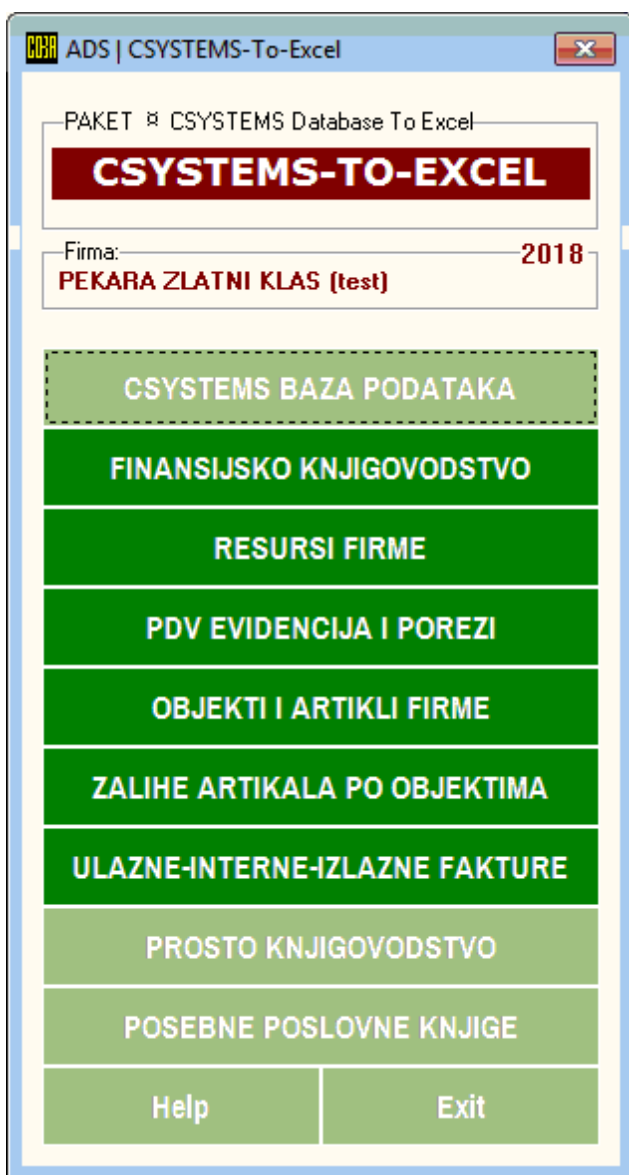 COBA ADS | CSYSTEMS-To-Excel
PAKET ¤ CSYSTEMS Database To Excel
CSYSTEMS-TO-EXCEL
Firma: 2018
PEKARA ZLATNI KLAS (test)
CSYSTEMS BAZA PODATAKA
FINANSIJSKO KNJIGOVODSTVO
RESURSI FIRME
PDV EVIDENCIJA I POREZI
OBJEKTI I ARTIKLI FIRME
ZALIHE ARTIKALA PO OBJEKTIMA
ULAZNE-INTERNE-IZLAZNE FAKTURE
PROSTO KNJIGOVODSTVO
POSEBNE POSLOVNE KNJIGE
Help Exit